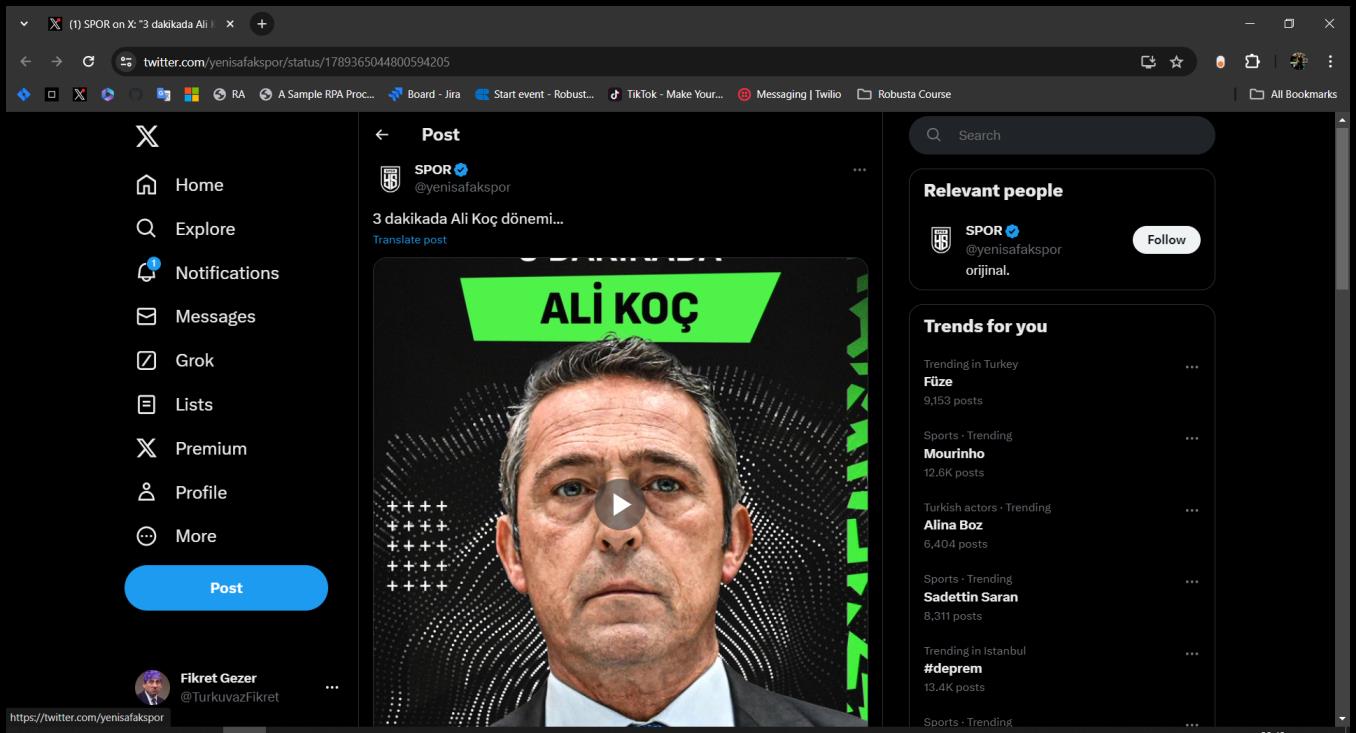 (1) SPOR on X: "3 dakikada Ali
twitter.com/yenisafakspor/status/1789365044800594205
RA
A Sample RPA Proc...
Board - Jira
Start event - Robust...
TikTok - Make Your...
Messaging | Twilio
Robusta Course
All Bookmarks
Home
Explore
1
Notifications
Messages
Grok
Lists
Premium
Profile
More
Post
Fikret Gezer
@TurkuvazFikret
https://twitter.com/yenisafakspor
Post
SPOR
@yenisafakspor
3 dakikada Ali Koç dönemi...
Translate post
3 DAKİKADA
ALİ KOÇ
Search
Relevant people
SPOR
@yenisafakspor
Follow
orijinal.
Trends for you
Trending in Turkey
Füze
9,153 posts
Sports · Trending
Mourinho
12.6K posts
Turkish actors · Trending
Alina Boz
6,404 posts
Sports · Trending
Sadettin Saran
8,311 posts
Trending in Istanbul
#deprem
13.4K posts
Sports · Trending